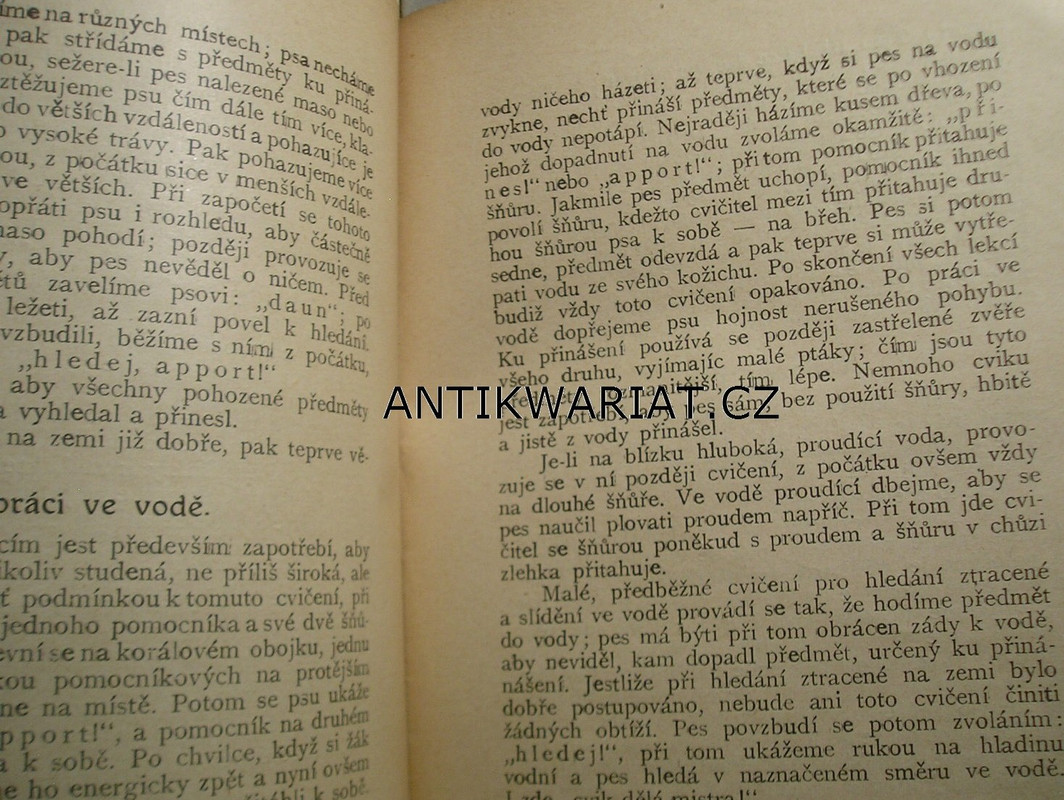 íme na různých místech; psa necháme
pak střídáme s předměty ku přiná-
ou, sežere-li pes nalezené maso nebo
ztěžujeme psu čím dále tím více, kla-
do větších vzdáleností a pohazujíce je
vysoké trávy. Pak pohazujeme více
ou, z počátku sice v menších vzdále-
ve větších. Při započetí se tohoto
opřáti psu i rozhledu, aby částečně
maso pohodí; později provozuje se
y, aby pes nevěděl o ničem. Před
ětů zavelíme psovi: „daun“; po
ležeti, až zazní povel k hledání.
vzbudili, běžíme s ním z počátku,
„hledej, apport!“
aby všechny pohozené předměty
a vyhledal a přinesl.
na zemi již dobře, pak teprve vě-
práci ve vodě.
cím jest především zapotřebí, aby
koliv studená, ne příliš široká, ale
ť podmínkou k tomuto cvičení, při
jednoho pomocníka a své dvě šňů-
evní se na korálovém obojku, jednu
kou pomocníkových na protějším
ne na místě. Potom se psu ukáže
pport!“, a pomocník na druhém
a k sobě. Po chvilce, když si žák
ne ho energicky zpět a nyní ovšem
k sobě.
vody ničeho házeti; až teprve, když si pes na vodu
zvykne, nechť přináší předměty, které se po vhození
do vody nepotápí. Nejraději házíme kusem dřeva, po
jehož dopadnutí na vodu zvoláme okamžitě: „při-
nes!“ nebo „apport!“; při tom pomocník přitahuje
šňůru. Jakmile pes předmět uchopí, pomocník ihned
povolí šňůru, kdežto cvičitel mezi tím přitahuje dru-
hou šňůrou psa k sobě — na břeh. Pes si potom
sedne, předmět odevzdá a pak teprve si může vytře-
pati vodu ze svého kožichu. Po skončení všech lekcí
budiž vždy toto cvičení opakováno. Po práci ve
vodě dopřejeme psu hojnost nerušeného pohybu.
Ku přinášení používá se později zastřelené zvěře
všeho druhu, vyjímajíc malé ptáky; čím jsou tyto
předměty rozmanitější, tím lépe. Nemnoho cviku
jest zapotřebí, aby pes sám, bez použití šňůry, hbitě
a jistě z vody přinášel.
ANTIKWARIAT.CZ
Je-li na blízku hluboká, proudící voda, provo-
zuje se v ní později cvičení, z počátku ovšem vždy
na dlouhé šňůře. Ve vodě proudící dbejme, aby se
pes naučil plovati proudem napříč. Při tom jde cvi-
čitel se šňůrou poněkud s proudem a šňůru v chůzi
zlehka přitahuje.
Malé, předběžné cvičení pro hledání ztracené
a slídění ve vodě provádí se tak, že hodíme předmět
do vody; pes má býti při tom obrácen zády k vodě,
aby neviděl, kam dopadl předmět, určený ku přiná-
nášení. Jestliže při hledání ztracené na zemi bylo
dobře postupováno, nebude ani toto cvičení činiti
žádných obtíží. Pes povzbudí se potom zvoláním:
„hledej!“, při tom ukážeme rukou na hladinu
vodní a pes hledá v naznačeném směru ve vodě.
„cvik dělá mistra!“